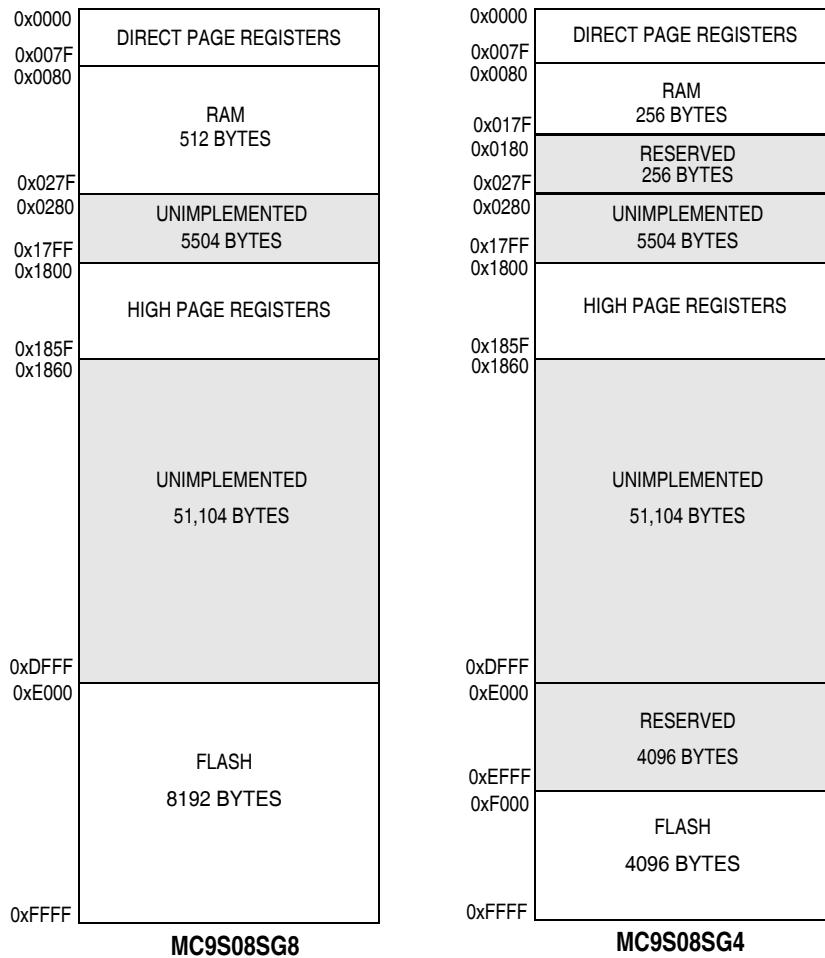 0x0000
DIRECT PAGE REGISTERS
0x007F
0x0080
RAM
512 BYTES
0x027F
0x0280
UNIMPLEMENTED
5504 BYTES
0x17FF
0x1800
HIGH PAGE REGISTERS
0x185F
0x1860
UNIMPLEMENTED
51,104 BYTES
0xDFFF
0xE000
FLASH
8192 BYTES
0xFFFF
MC9S08SG8
0x0000
DIRECT PAGE REGISTERS
0x007F
0x0080
RAM
256 BYTES
0x017F
0x0180
RESERVED
256 BYTES
0x027F
0x0280
UNIMPLEMENTED
5504 BYTES
0x17FF
0x1800
HIGH PAGE REGISTERS
0x185F
0x1860
UNIMPLEMENTED
51,104 BYTES
0xDFFF
0xE000
RESERVED
4096 BYTES
0xEFFF
0xF000
FLASH
4096 BYTES
0xFFFF
MC9S08SG4